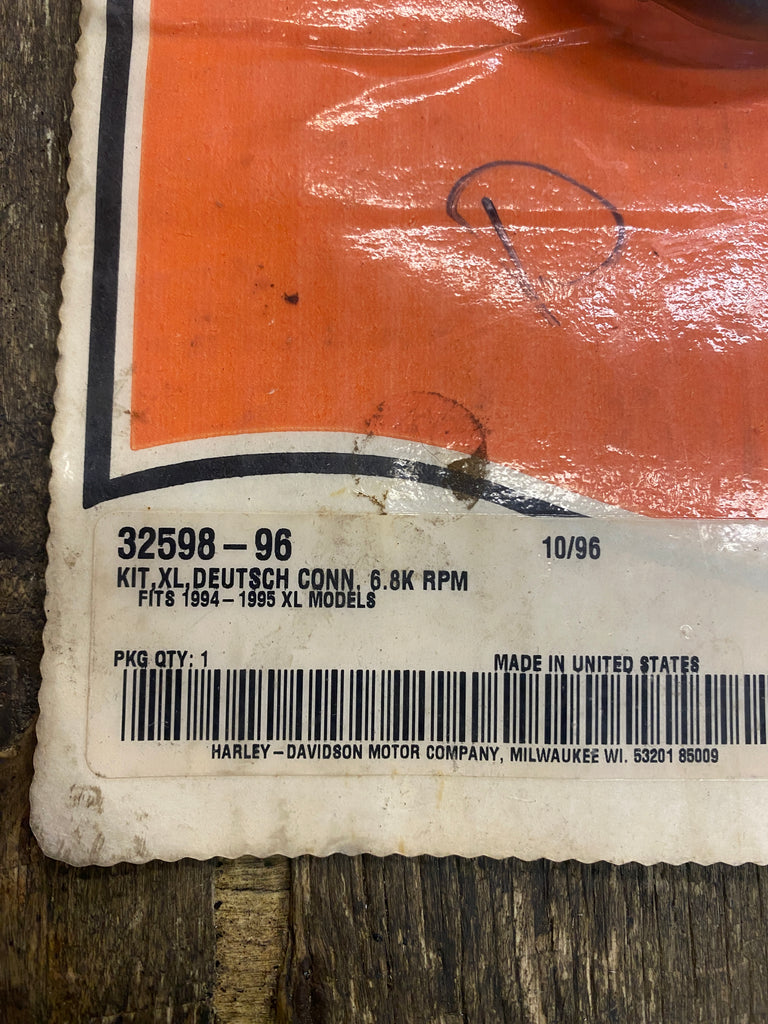 D
32598-96 10/96
KIT,XL,DEUTSCH CONN, 6.8K RPM
FITS 1994-1995 XL MODELS
PKG QTY: 1 MADE IN UNITED STATES
HARLEY-DAVIDSON MOTOR COMPANY, MILWAUKEE WI. 53201 85009